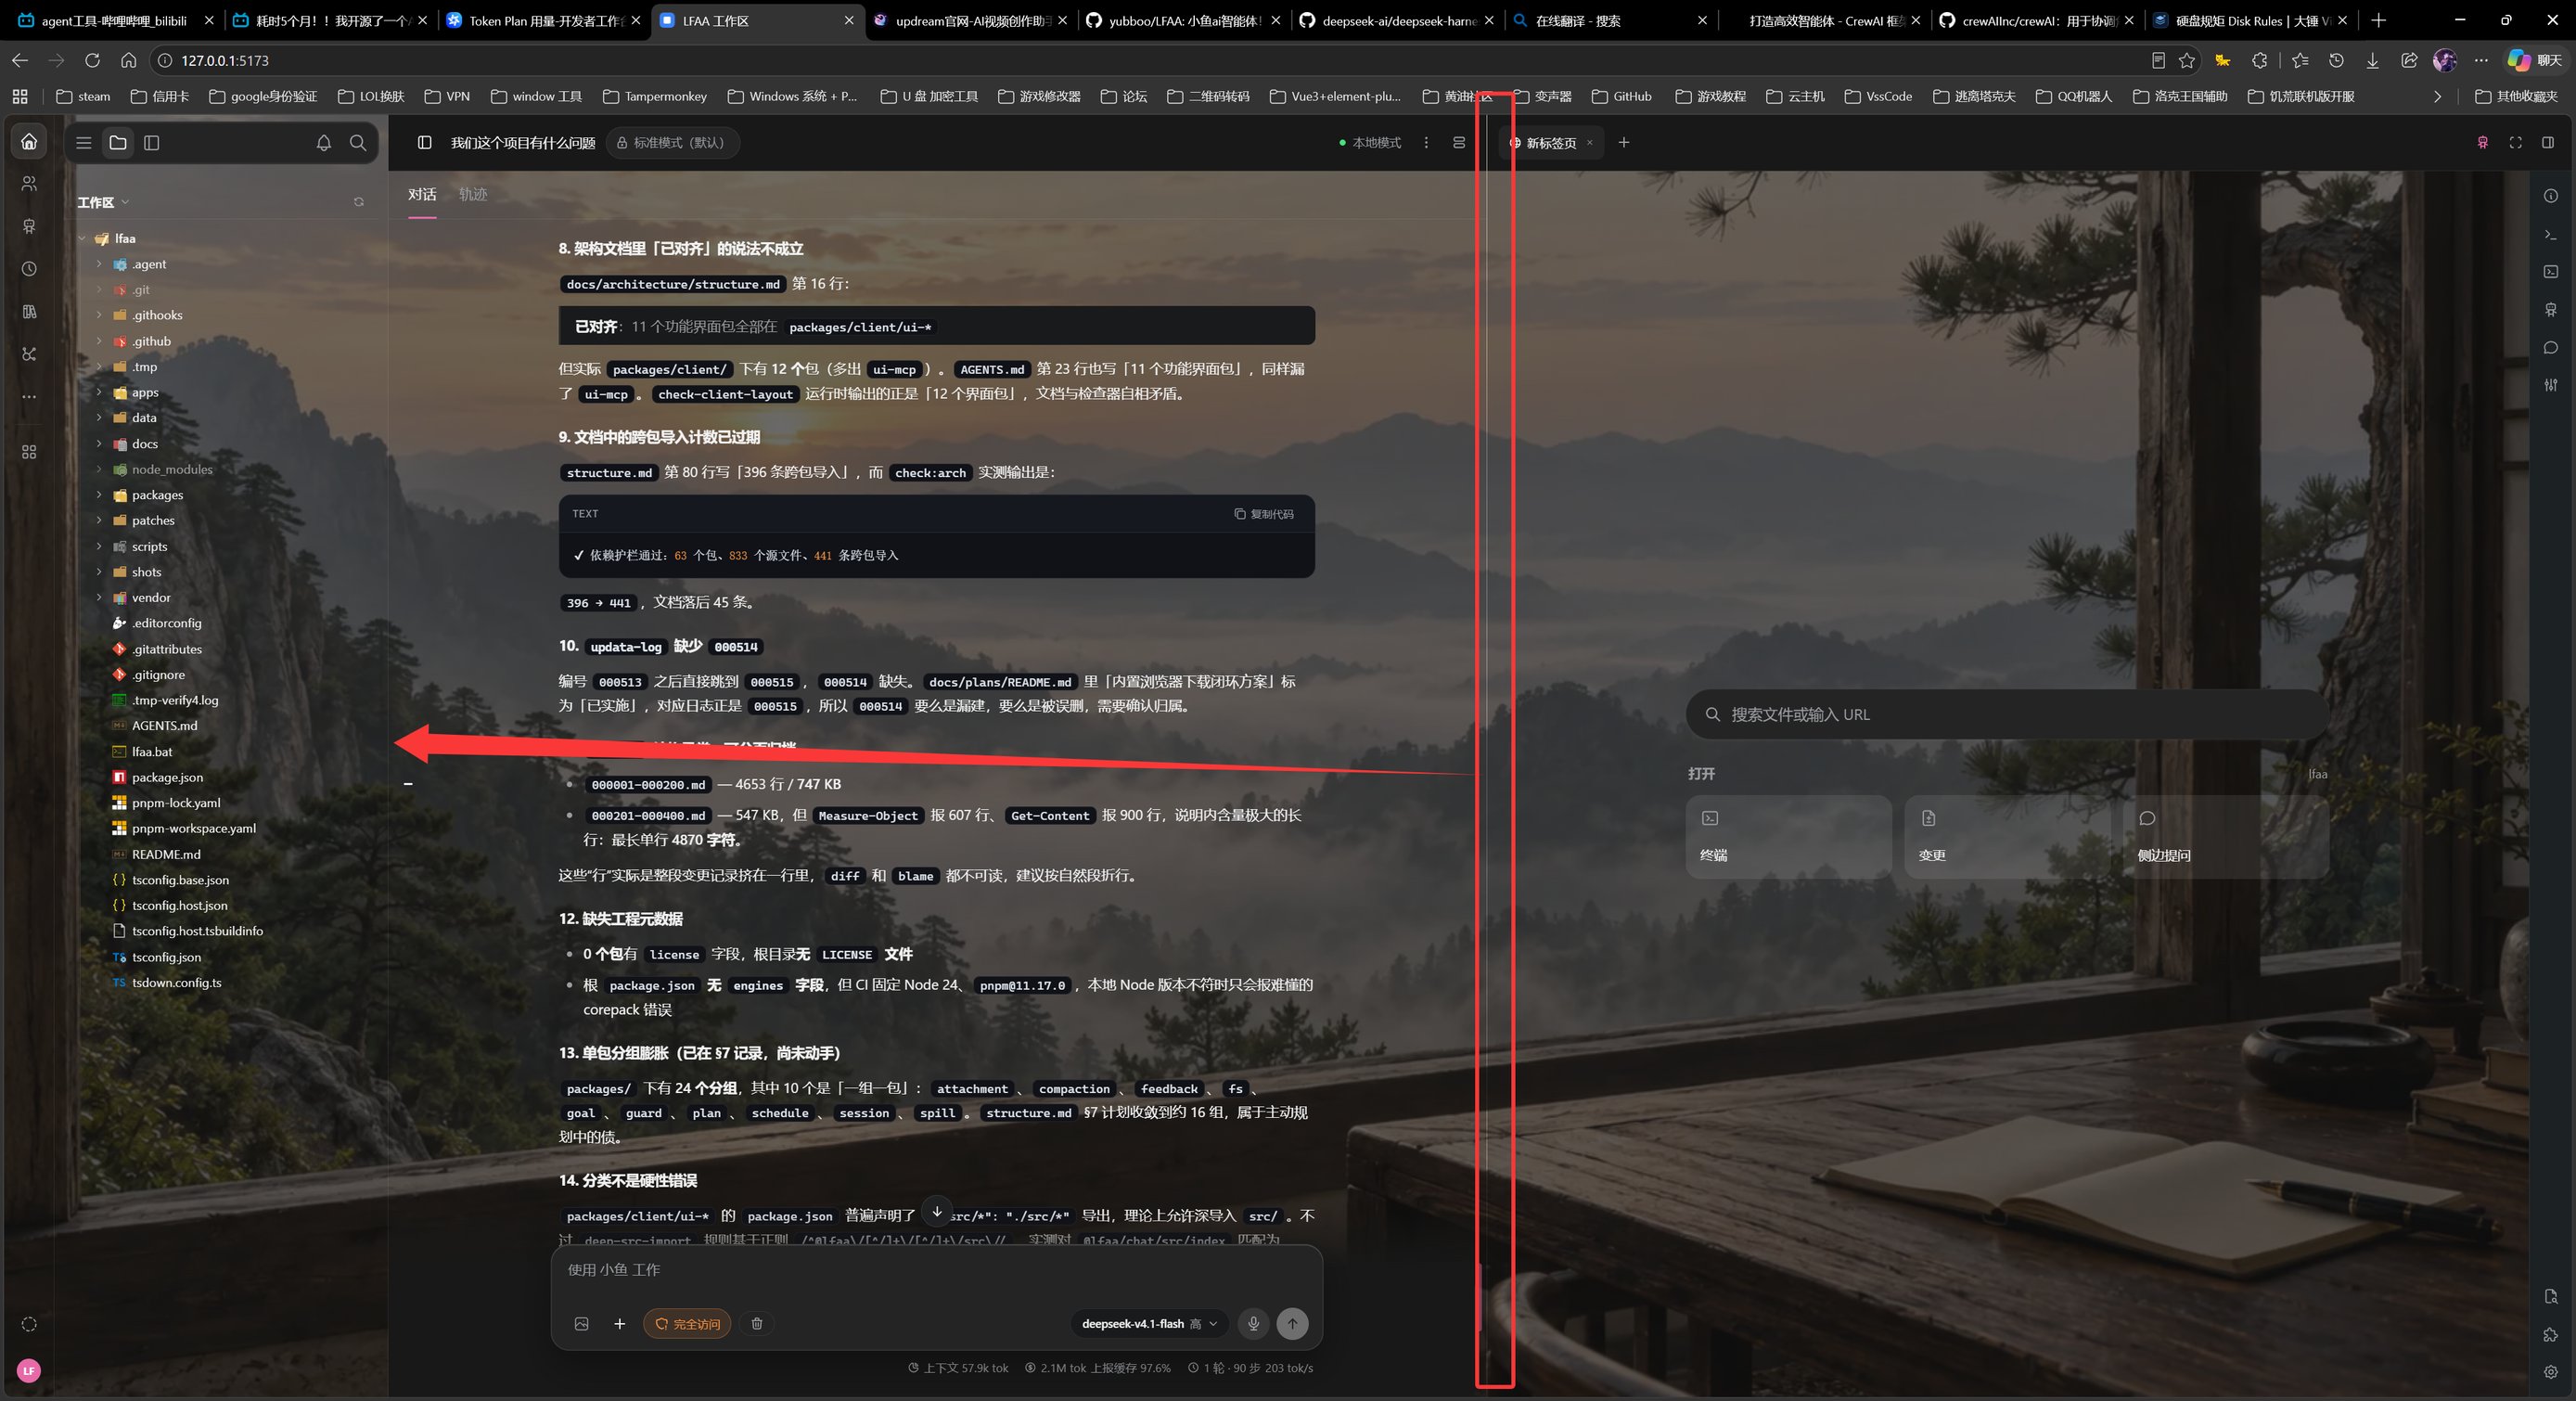 agent工具-哔哩哔哩_bilibili
耗时5个月！！我开源了一个A
Token Plan 用量-开发者工作台
LFAA 工作区
updream官网-AI视频创作助手
yubboo/LFAA: 小鱼ai智能体!
deepseek-ai/deepseek-harne
在线翻译 - 搜索
打造高效智能体 - CrewAI 框架
crewAIInc/crewAI：用于协调
硬盘规矩 Disk Rules | 大锤 Vi
127.0.0.1:5173
聊天
steam
信用卡
google身份验证
LOL换肤
VPN
window 工具
Tampermonkey
Windows 系统 + P...
U 盘 加密工具
游戏修改器
论坛
二维码转码
Vue3+element-plu...
黄油社区
变声器
GitHub
游戏教程
云主机
VssCode
逃离塔克夫
QQ机器人
洛克王国辅助
饥荒联机版开服
其他收藏夹
我们这个项目有什么问题
标准模式（默认）
本地模式
新标签页
工作区
对话
轨迹
lfaa
.agent
.git
.githooks
.github
.tmp
apps
data
docs
node_modules
packages
patches
scripts
shots
vendor
.editorconfig
.gitattributes
.gitignore
.tmp-verify4.log
AGENTS.md
lfaa.bat
package.json
pnpm-lock.yaml
pnpm-workspace.yaml
README.md
tsconfig.base.json
tsconfig.host.json
tsconfig.host.tsbuildinfo
tsconfig.json
tsdown.config.ts
LF
8. 架构文档里「已对齐」的说法不成立
docs/architecture/structure.md 第 16 行：
已对齐：11 个功能界面包全部在 packages/client/ui-*
但实际 packages/client/ 下有 12 个包（多出 ui-mcp ）。 AGENTS.md 第 23 行也写「11 个功能界面包」，同样漏
了 ui-mcp 。 check-client-layout 运行时输出的正是「12 个界面包」，文档与检查器自相矛盾。
9. 文档中的跨包导入计数已过期
structure.md 第 80 行写「396 条跨包导入」，而 check:arch 实测输出是：
TEXT
复制代码
✓ 依赖护栏通过：63 个包、833 个源文件、441 条跨包导入
396 → 441 ，文档落后 45 条。
10. updata-log 缺少 000514
编号 000513 之后直接跳到 000515 ， 000514 缺失。 docs/plans/README.md 里「内置浏览器下载闭环方案」标
为「已实施」，对应日志正是 000515 ，所以 000514 要么是漏建，要么是被误删，需要确认归属。
000001-000200.md — 4653 行 / 747 KB
000201-000400.md — 547 KB，但 Measure-Object 报 607 行、 Get-Content 报 900 行，说明内含量极大的长
行：最长单行 4870 字符。
这些“行”实际是整段变更记录挤在一行里， diff 和 blame 都不可读，建议按自然段折行。
12. 缺失工程元数据
0 个包有 license 字段，根目录无 LICENSE 文件
根 package.json 无 engines 字段，但 CI 固定 Node 24、 pnpm@11.17.0 ，本地 Node 版本不符时只会报难懂的
corepack 错误
13. 单包分组膨胀（已在 §7 记录，尚未动手）
packages/ 下有 24 个分组，其中 10 个是「一组一包」： attachment 、 compaction 、 feedback 、 fs 、
goal 、 guard 、 plan 、 schedule 、 session 、 spill 。 structure.md §7 计划收敛到约 16 组，属于主动规
划中的债。
14. 分类不是硬性错误
packages/client/ui-* 的 package.json 普遍声明了 src/*": "./src/*" 导出，理论上允许深导入 src/ 。不
过 deep-src-import 规则基于正则 /^@lfaa\/[^/]+\/[^/]+\/src\// 实测对 @lfaa/chat/src/index 匹配为
使用 小鱼 工作
完全访问
deepseek-v4.1-flash 高
上下文 57.9k tok
2.1M tok 上报缓存 97.6%
1 轮 · 90 步 203 tok/s
搜索文件或输入 URL
打开
lfaa
终端
变更
侧边提问